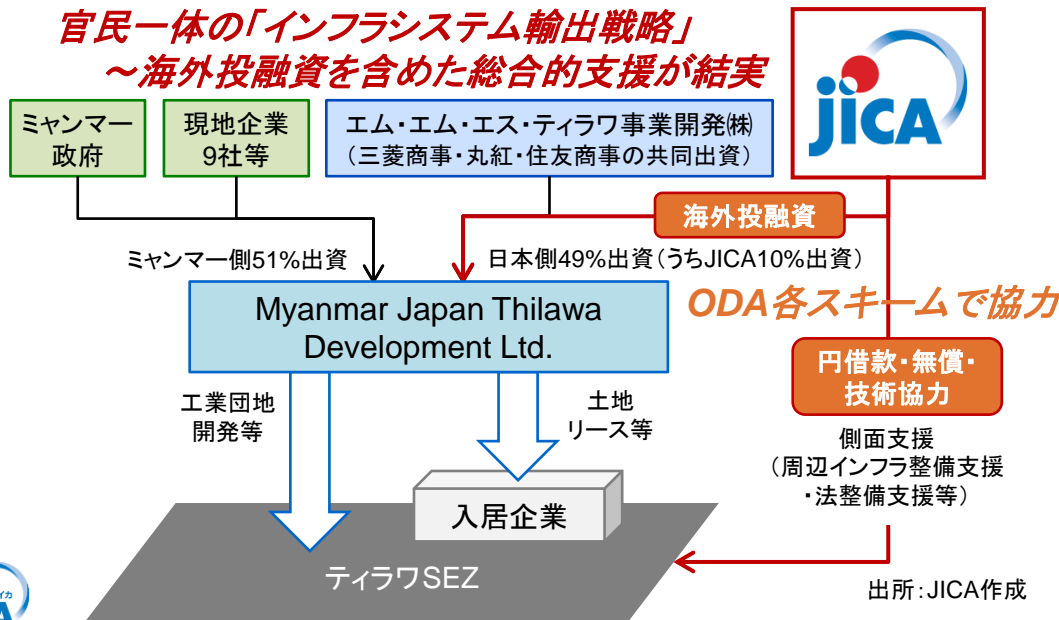 官民一体の「インフラシステム輸出戦略」
～海外投融資を含めた総合的支援が結実
jICA
ミャンマー
政府
現地企業
9社等
エム・エム・エス・ティラワ事業開発㈱
（三菱商事・丸紅・住友商事の共同出資）
海外投融資
ミャンマー側51%出資
日本側49%出資（うちJICA10%出資）
ODA各スキームで協力
Myanmar Japan Thilawa
Development Ltd.
円借款・無償・
技術協力
工業団地
開発等
土地
リース等
側面支援
（周辺インフラ整備支援
・法整備支援等）
入居企業
ティラワSEZ
出所：JICA作成